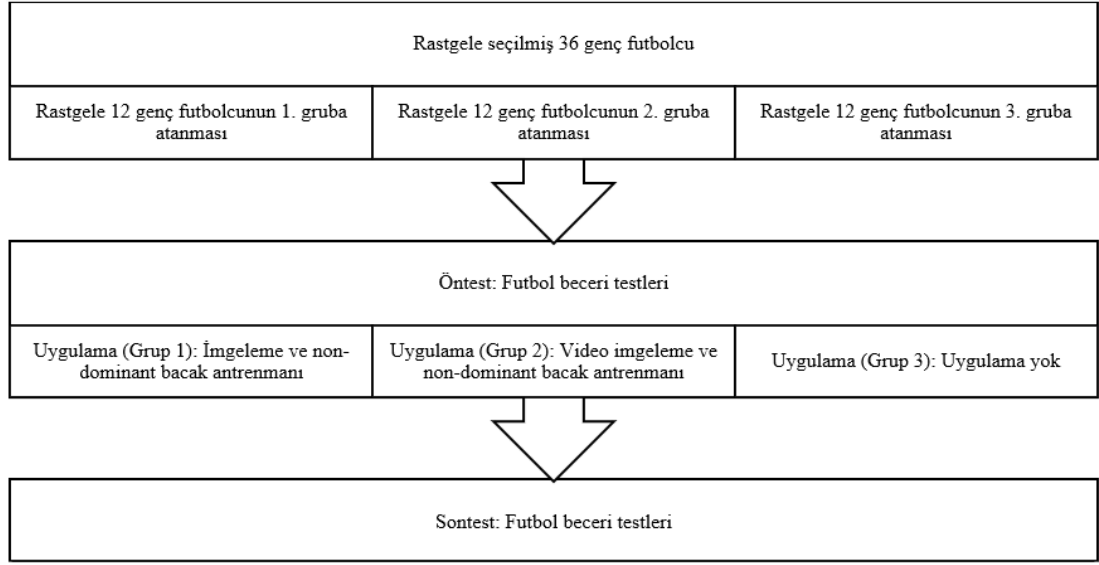 Rastgele seçilmiş 36 genç futbolcu
Rastgele 12 genç futbolcunun 1. gruba
atanması
Rastgele 12 genç futbolcunun 2. gruba
atanması
Rastgele 12 genç futbolcunun 3. gruba
atanması
Öntest: Futbol beceri testleri
Uygulama (Grup 1): İmgeleme ve non-
dominant bacak antrenmanı
Uygulama (Grup 2): Video imgeleme ve
non-dominant bacak antrenmanı
Uygulama (Grup 3): Uygulama yok
Sontest: Futbol beceri testleri